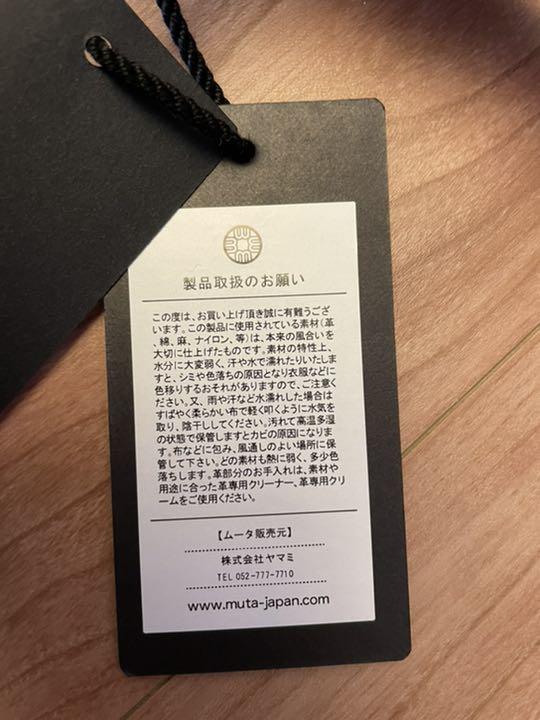 製品取扱のお願い
この度は、お買い上げ頂き誠に有難うござ
います。この製品に使用されている素材(革
、綿、麻、ナイロン、等)は、本来の風合いを
大切に仕上げたものです。素材の特性上、
水分に大変弱く、汗や水で濡れたりいたしま
すと、シミや色落ちの原因となり衣服などに
色移りするおそれがありますので、ご注意く
ださい。又、雨や汗など水濡れした場合は
すばやく柔らかい布で軽く叩くように水気を
取り、陰干ししてください。汚れて高温多湿
の状態で保管しますとカビの原因になりま
す。布などに包み、風通しのよい場所に保
管して下さい。どの素材も熱に弱く、多少色
落ちします。革部分のお手入れは、素材や
用途に合った革専用クリーナー、革専用クリ
ームをご使用ください。
【ムータ販売元】
株式会社ヤマミ
TEL 052-777-7710
www.muta-japan.com